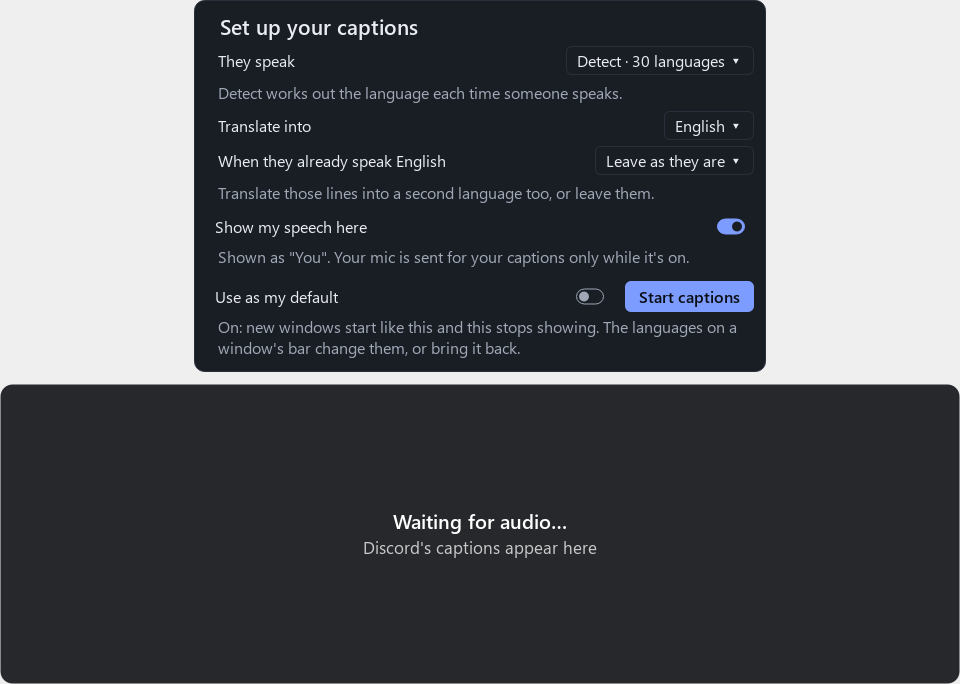 Set up your captions
They speak
Detect · 30 languages ▾
Detect works out the language each time someone speaks.
Translate into
English ▾
When they already speak English
Leave as they are ▾
Translate those lines into a second language too, or leave them.
Show my speech here
Shown as "You". Your mic is sent for your captions only while it's on.
Use as my default
Start captions
On: new windows start like this and this stops showing. The languages on a
window's bar change them, or bring it back.
Waiting for audio…
Discord's captions appear here